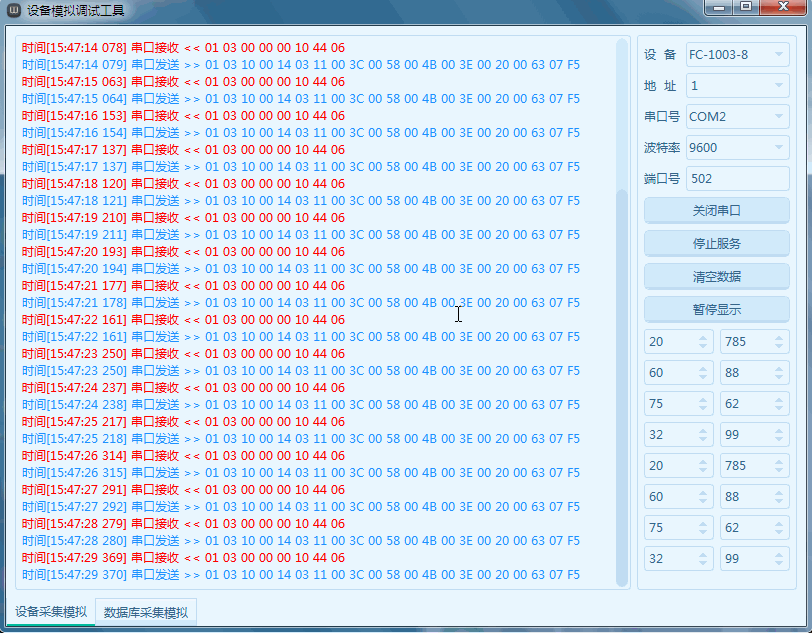 设备模拟调试工具
时间[15:47:14 078] 串口接收 << 01 03 00 00 00 10 44 06
时间[15:47:14 079] 串口发送 >> 01 03 10 00 14 03 11 00 3C 00 58 00 4B 00 3E 00 20 00 63 07 F5
时间[15:47:15 063] 串口接收 << 01 03 00 00 00 10 44 06
时间[15:47:15 064] 串口发送 >> 01 03 10 00 14 03 11 00 3C 00 58 00 4B 00 3E 00 20 00 63 07 F5
时间[15:47:16 153] 串口接收 << 01 03 00 00 00 10 44 06
时间[15:47:16 154] 串口发送 >> 01 03 10 00 14 03 11 00 3C 00 58 00 4B 00 3E 00 20 00 63 07 F5
时间[15:47:17 137] 串口接收 << 01 03 00 00 00 10 44 06
时间[15:47:17 137] 串口发送 >> 01 03 10 00 14 03 11 00 3C 00 58 00 4B 00 3E 00 20 00 63 07 F5
时间[15:47:18 120] 串口接收 << 01 03 00 00 00 10 44 06
时间[15:47:18 121] 串口发送 >> 01 03 10 00 14 03 11 00 3C 00 58 00 4B 00 3E 00 20 00 63 07 F5
时间[15:47:19 210] 串口接收 << 01 03 00 00 00 10 44 06
时间[15:47:19 211] 串口发送 >> 01 03 10 00 14 03 11 00 3C 00 58 00 4B 00 3E 00 20 00 63 07 F5
时间[15:47:20 193] 串口接收 << 01 03 00 00 00 10 44 06
时间[15:47:20 194] 串口发送 >> 01 03 10 00 14 03 11 00 3C 00 58 00 4B 00 3E 00 20 00 63 07 F5
时间[15:47:21 177] 串口接收 << 01 03 00 00 00 10 44 06
时间[15:47:21 178] 串口发送 >> 01 03 10 00 14 03 11 00 3C 00 58 00 4B 00 3E 00 20 00 63 07 F5
时间[15:47:22 161] 串口接收 << 01 03 00 00 00 10 44 06
时间[15:47:22 161] 串口发送 >> 01 03 10 00 14 03 11 00 3C 00 58 00 4B 00 3E 00 20 00 63 07 F5
时间[15:47:23 250] 串口接收 << 01 03 00 00 00 10 44 06
时间[15:47:23 250] 串口发送 >> 01 03 10 00 14 03 11 00 3C 00 58 00 4B 00 3E 00 20 00 63 07 F5
时间[15:47:24 237] 串口接收 << 01 03 00 00 00 10 44 06
时间[15:47:24 238] 串口发送 >> 01 03 10 00 14 03 11 00 3C 00 58 00 4B 00 3E 00 20 00 63 07 F5
时间[15:47:25 217] 串口接收 << 01 03 00 00 00 10 44 06
时间[15:47:25 218] 串口发送 >> 01 03 10 00 14 03 11 00 3C 00 58 00 4B 00 3E 00 20 00 63 07 F5
时间[15:47:26 314] 串口接收 << 01 03 00 00 00 10 44 06
时间[15:47:26 315] 串口发送 >> 01 03 10 00 14 03 11 00 3C 00 58 00 4B 00 3E 00 20 00 63 07 F5
时间[15:47:27 291] 串口接收 << 01 03 00 00 00 10 44 06
时间[15:47:27 292] 串口发送 >> 01 03 10 00 14 03 11 00 3C 00 58 00 4B 00 3E 00 20 00 63 07 F5
时间[15:47:28 279] 串口接收 << 01 03 00 00 00 10 44 06
时间[15:47:28 280] 串口发送 >> 01 03 10 00 14 03 11 00 3C 00 58 00 4B 00 3E 00 20 00 63 07 F5
时间[15:47:29 369] 串口接收 << 01 03 00 00 00 10 44 06
时间[15:47:29 370] 串口发送 >> 01 03 10 00 14 03 11 00 3C 00 58 00 4B 00 3E 00 20 00 63 07 F5
设备采集模拟 数据库采集模拟
设 备 FC-1003-8
地 址 1
串口号 COM2
波特率 9600
端口号 502
关闭串口
停止服务
清空数据
暂停显示
20 785
60 88
75 62
32 99
20 785
60 88
75 62
32 99